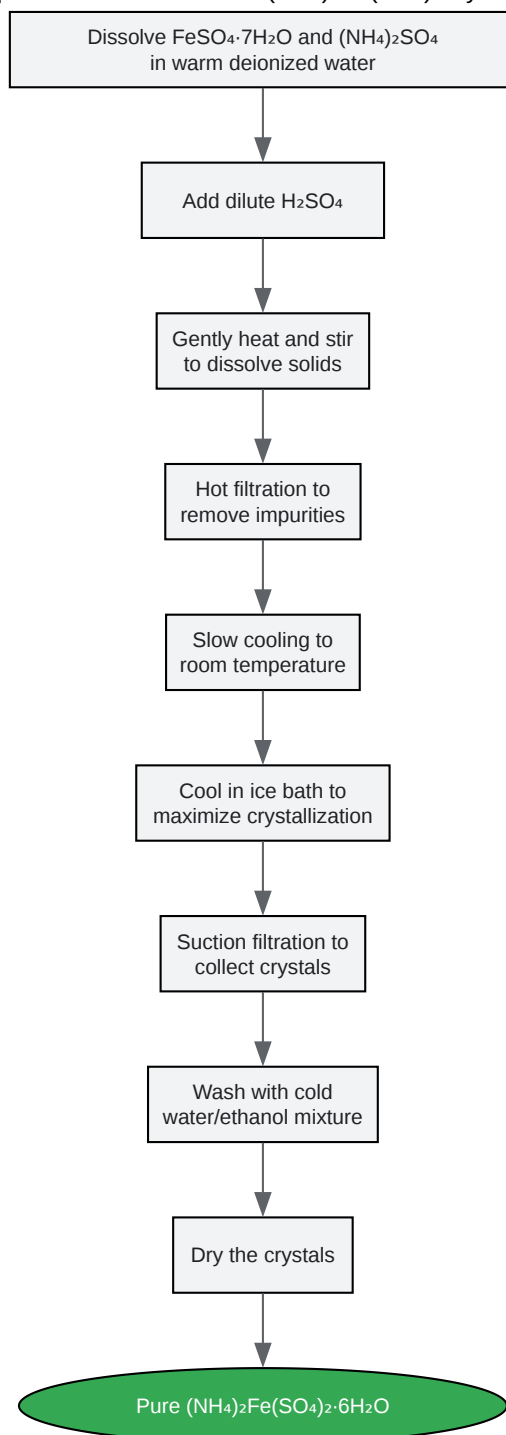 Dissolve FeSO₄·7H₂O and (NH₄)₂SO₄
in warm deionized water
Add dilute H₂SO₄
Gently heat and stir
to dissolve solids
Hot filtration to
remove impurities
Slow cooling to
room temperature
Cool in ice bath to
maximize crystallization
Suction filtration to
collect crystals
Wash with cold
water/ethanol mixture
Dry the crystals
Pure (NH₄)₂Fe(SO₄)₂·6H₂O